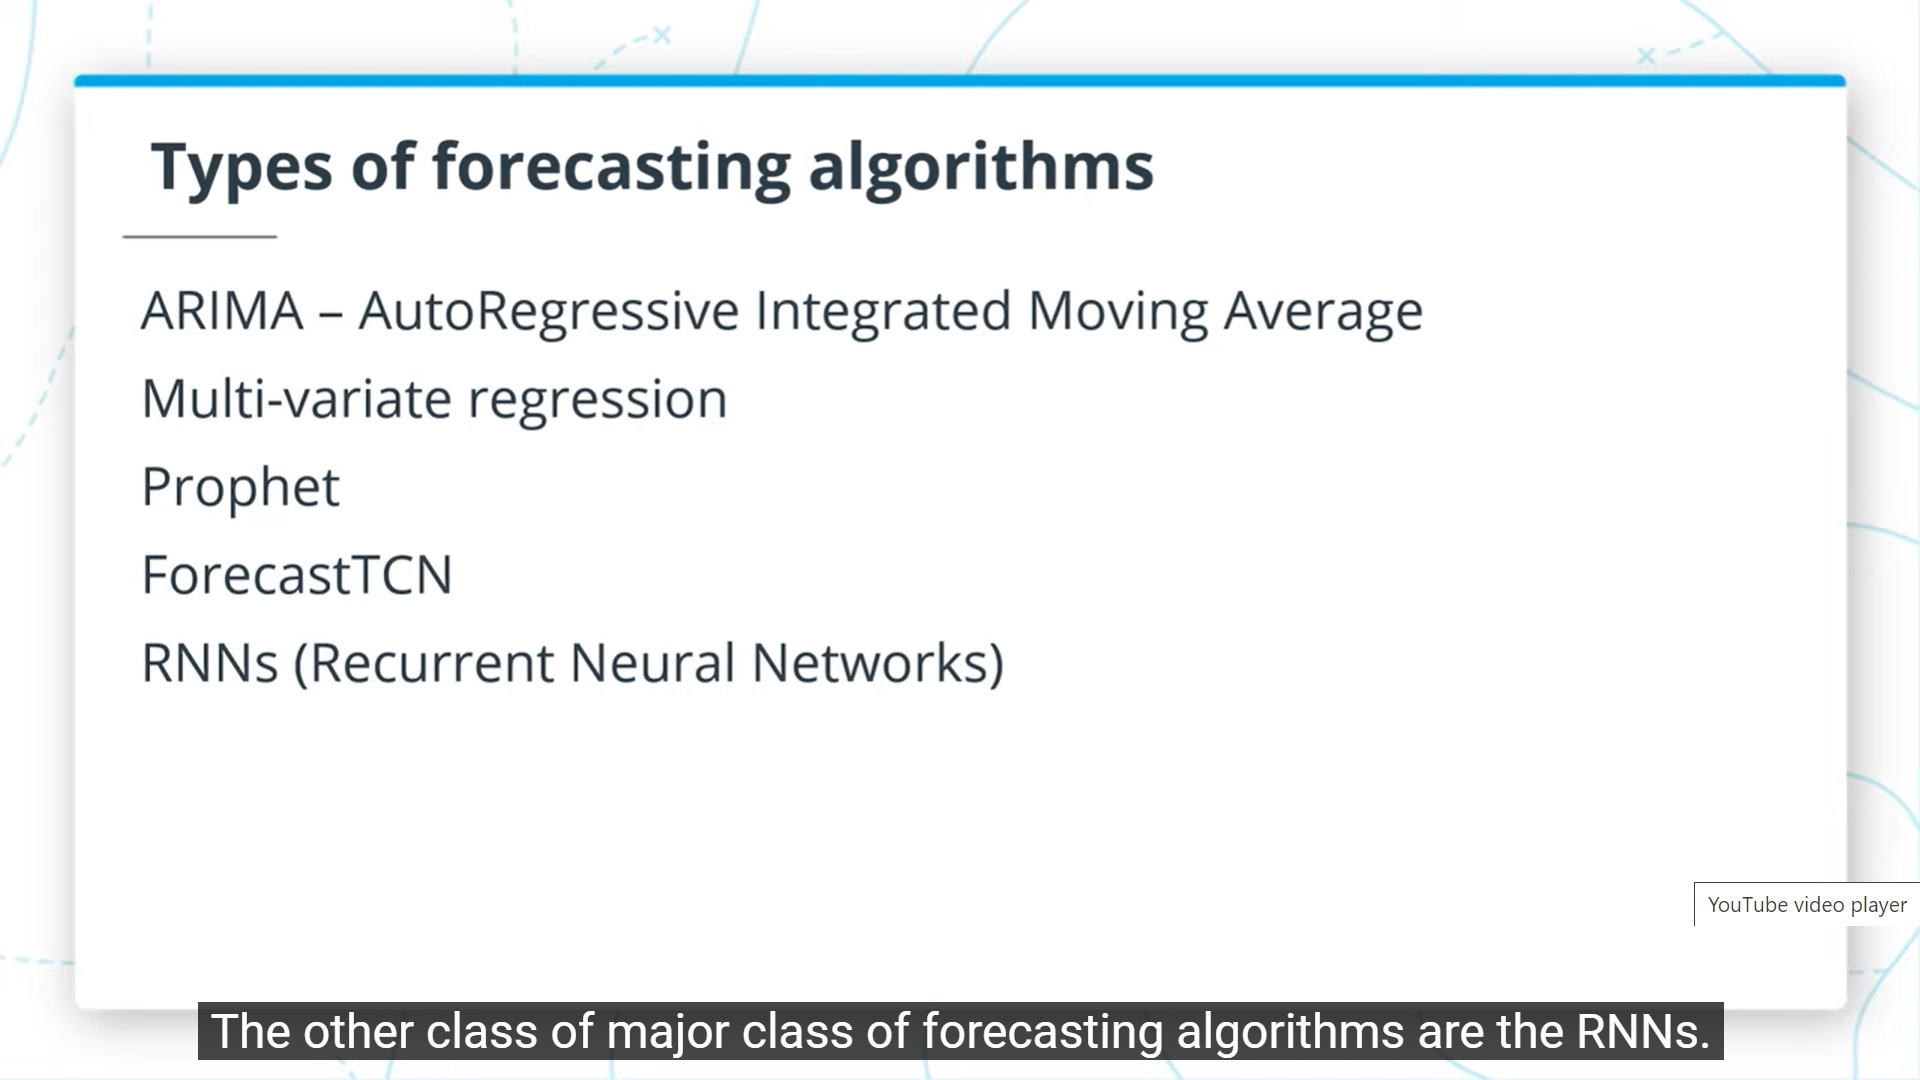 Types of forecasting algorithms
ARIMA – AutoRegressive Integrated Moving Average
Multi-variate regression
Prophet
ForecastTCN
RNNs (Recurrent Neural Networks)
YouTube video player
The other class of major class of forecasting algorithms are the RNNs.